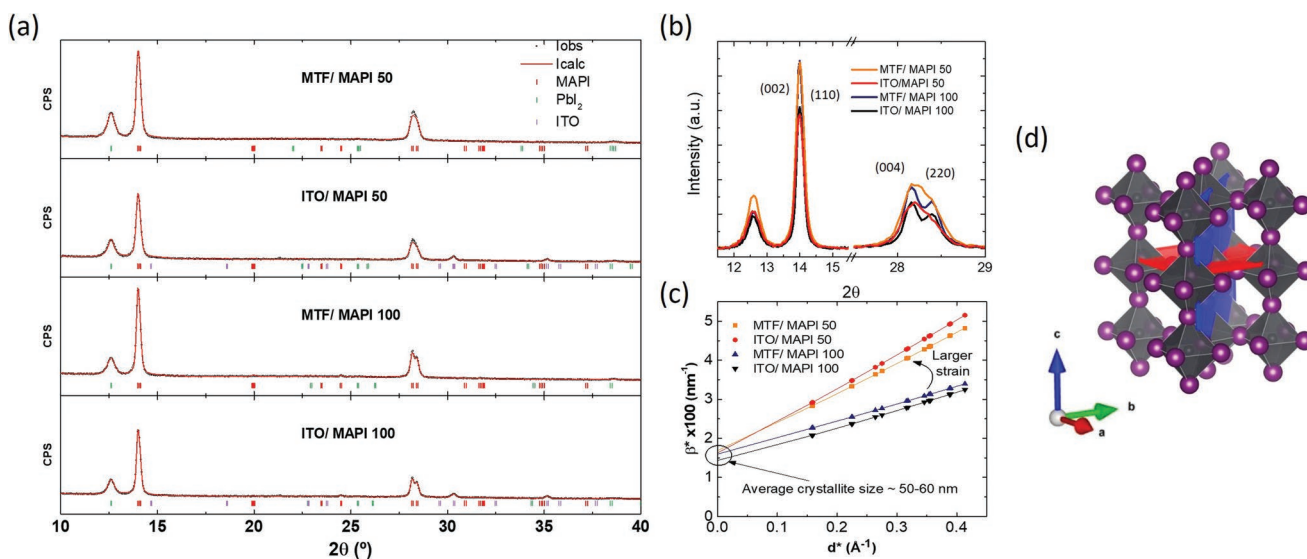 (a)
Iobs
Icalc
MAPI
PbI2
ITO
MTF/ MAPI 50
CPS
ITO/ MAPI 50
CPS
MTF/ MAPI 100
CPS
ITO/ MAPI 100
CPS
10 15 20 25 30 35 40
2θ (º)
(b)
MTF/ MAPI 50
ITO/MAPI 50
MTF/ MAPI 100
ITO/ MAPI 100
(002)
(110)
(004)
(220)
Intensity (a.u.)
12 13 14 15 28 29
2θ
(c)
MTF/ MAPI 50
ITO/ MAPI 50
MTF/ MAPI 100
ITO/ MAPI 100
Larger
strain
Average crystallite size ~ 50-60 nm
β* x100 (nm⁻¹)
5
4
3
2
1
0
0.0 0.1 0.2 0.3 0.4
d* (Å⁻¹)
(d)
c
b
a